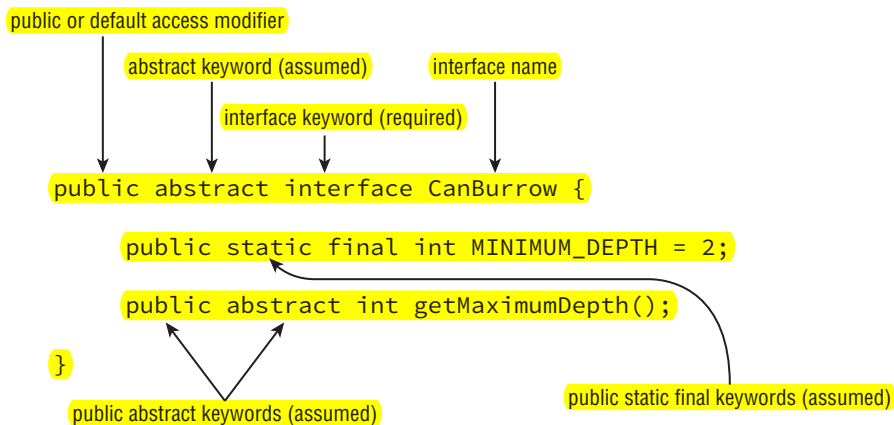 public or default access modifier
abstract keyword (assumed)
interface name
interface keyword (required)
public abstract interface CanBurrow {
public static final int MINIMUM_DEPTH = 2;
public abstract int getMaximumDepth();
}
public abstract keywords (assumed)
public static final keywords (assumed)